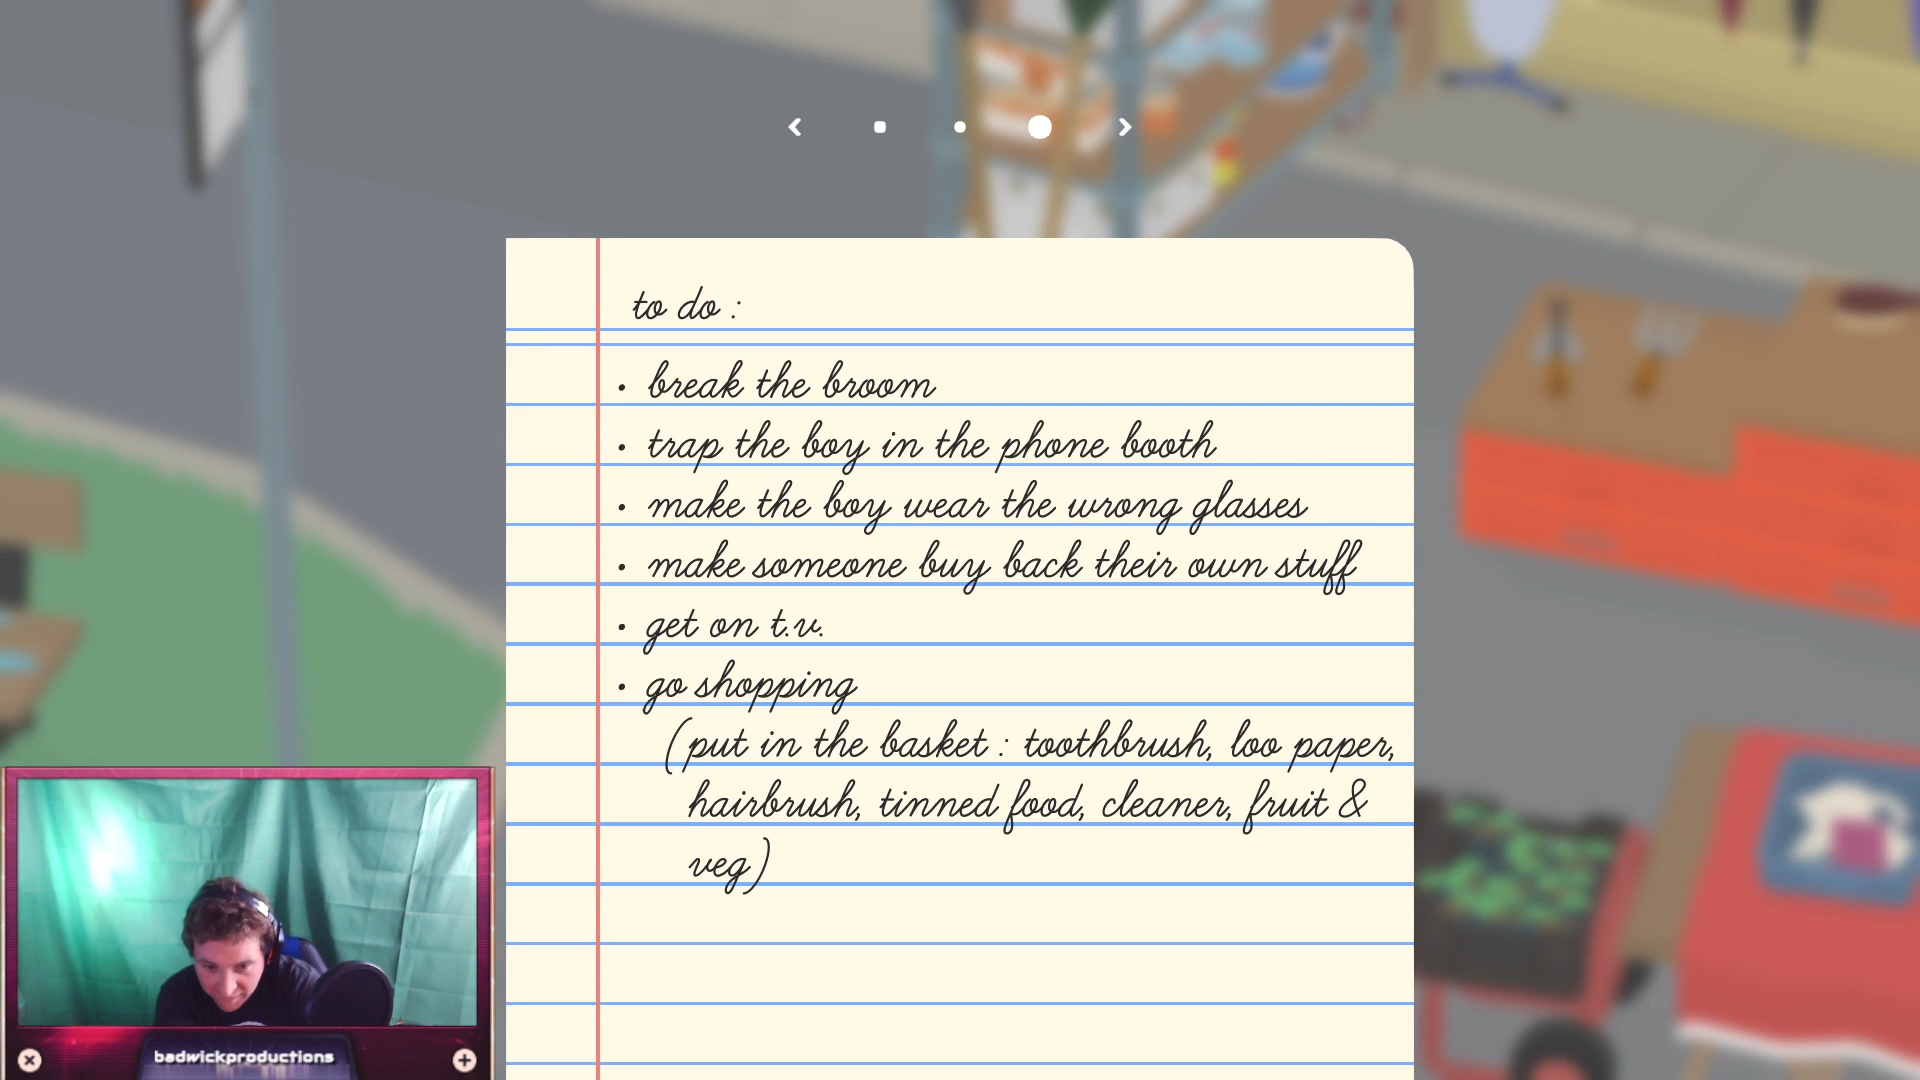 to do :
• break the broom
• trap the boy in the phone booth
• make the boy wear the wrong glasses
• make someone buy back their own stuff
• get on t.v.
• go shopping
(put in the basket : toothbrush, loo paper,
hairbrush, tinned food, cleaner, fruit &
veg)
badwickproductions